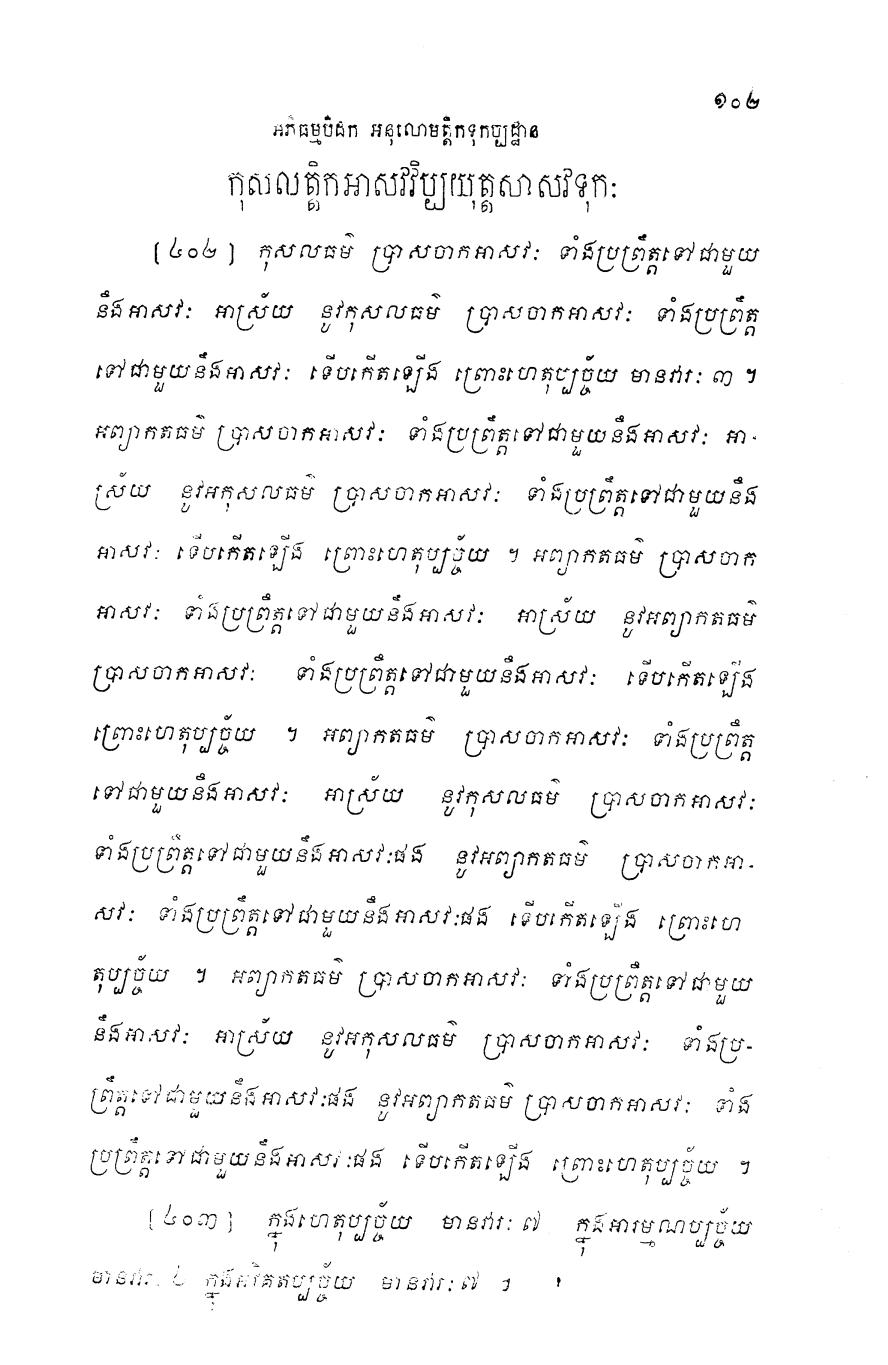 ១០២
អភិធម្មបិដក អនុលោមត្តិកទុកប្បដ្ឋាន
កុសលត្តិកអាសវវិប្បយុត្តសាសវទុកៈ
[៤០២] កុសលធម៌ ប្រាសចាកអាសវៈ ទាំងប្រព្រឹត្តទៅជាមួយ
នឹងអាសវៈ អាស្រ័យ នូវកុសលធម៌ ប្រាសចាកអាសវៈ ទាំងប្រព្រឹត្ត
ទៅជាមួយនឹងអាសវៈ ទើបកើតឡើង ព្រោះហេតុប្បច្ច័យ មានវារៈ ៣ ។
អព្យាកតធម៌ ប្រាសចាកអាសវៈ ទាំងប្រព្រឹត្តទៅជាមួយនឹងអាសវៈ អា-
ស្រ័យ នូវអកុសលធម៌ ប្រាសចាកអាសវៈ ទាំងប្រព្រឹត្តទៅជាមួយនឹង
អាសវៈ ទើបកើតឡើង ព្រោះហេតុប្បច្ច័យ ។ អព្យាកតធម៌ ប្រាសចាក
អាសវៈ ទាំងប្រព្រឹត្តទៅជាមួយនឹងអាសវៈ អាស្រ័យ នូវអព្យាកតធម៌
ប្រាសចាកអាសវៈ ទាំងប្រព្រឹត្តទៅជាមួយនឹងអាសវៈ ទើបកើតឡើង
ព្រោះហេតុប្បច្ច័យ ។ អព្យាកតធម៌ ប្រាសចាកអាសវៈ ទាំងប្រព្រឹត្ត
ទៅជាមួយនឹងអាសវៈ អាស្រ័យ នូវកុសលធម៌ ប្រាសចាកអាសវៈ
ទាំងប្រព្រឹត្តទៅជាមួយនឹងអាសវៈផង នូវអព្យាកតធម៌ ប្រាសចាកអា-
សវៈ ទាំងប្រព្រឹត្តទៅជាមួយនឹងអាសវៈផង ទើបកើតឡើង ព្រោះហេ
តុប្បច្ច័យ ។ អព្យាកតធម៌ ប្រាសចាកអាសវៈ ទាំងប្រព្រឹត្តទៅជាមួយ
នឹងអាសវៈ អាស្រ័យ នូវអកុសលធម៌ ប្រាសចាកអាសវៈ ទាំងប្រ-
ព្រឹត្តទៅជាមួយនឹងអាសវៈផង នូវអព្យាកតធម៌ ប្រាសចាកអាសវៈ ទាំង
ប្រព្រឹត្តទៅជាមួយនឹងអាសវៈផង ទើបកើតឡើង ព្រោះហេតុប្បច្ច័យ ។
[៤០៣] ក្នុងហេតុប្បច្ច័យ មានវារៈ ៧ ក្នុងអារម្មណប្បច្ច័យ
មានវារៈ ក្នុងអវិគតប្បច្ច័យ មានវារៈ ៧ ។